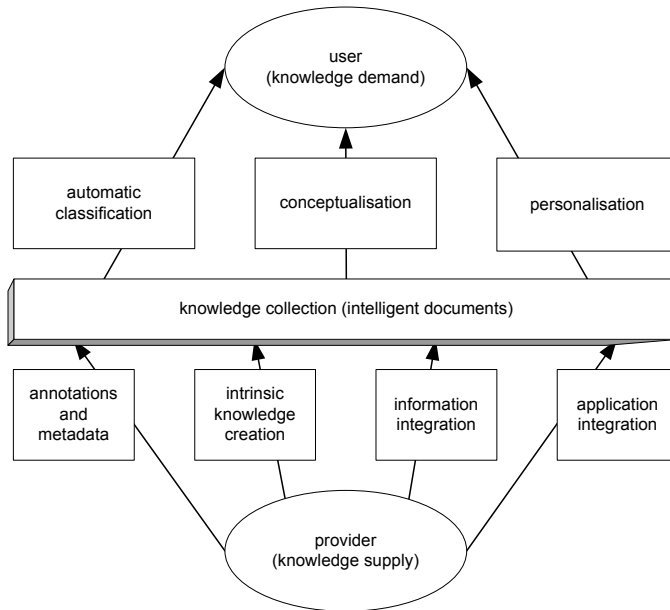 user
(knowledge demand)
automatic
classification
conceptualisation
personalisation
knowledge collection (intelligent documents)
annotations
and
metadata
intrinsic
knowledge
creation
information
integration
application
integration
provider
(knowledge supply)